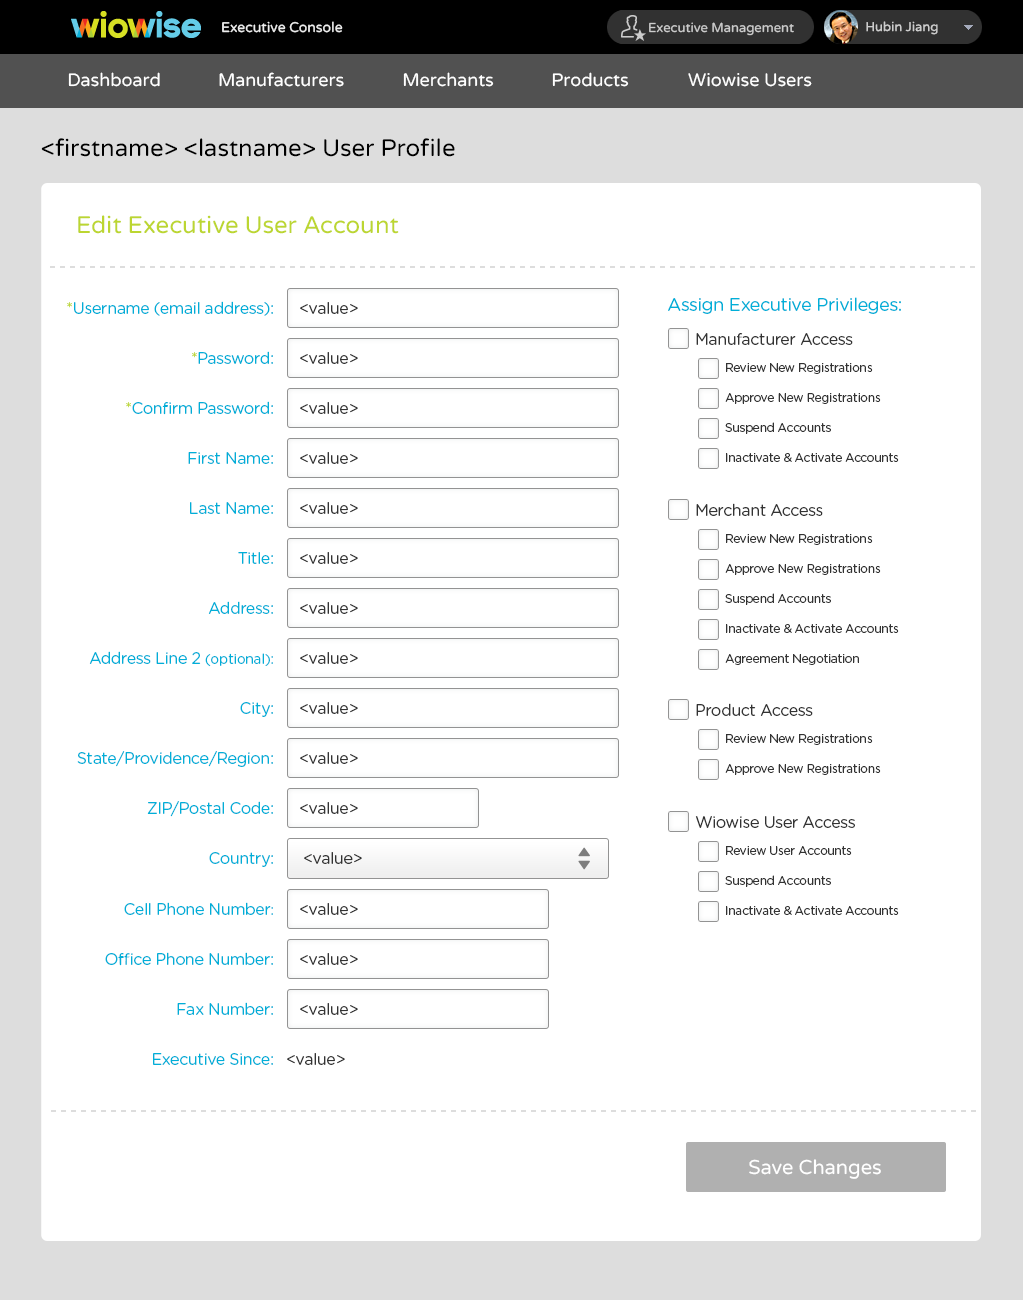 wiowise Executive Console Executive Management Hubin Jiang
Dashboard Manufacturers Merchants Products Wiowise Users
<firstname> <lastname> User Profile
Edit Executive User Account
*Username (email address): <value>
*Password: <value>
*Confirm Password: <value>
First Name: <value>
Last Name: <value>
Title: <value>
Address: <value>
Address Line 2 (optional): <value>
City: <value>
State/Providence/Region: <value>
ZIP/Postal Code: <value>
Country: <value>
Cell Phone Number: <value>
Office Phone Number: <value>
Fax Number: <value>
Executive Since: <value>
Assign Executive Privileges:
Manufacturer Access
Review New Registrations
Approve New Registrations
Suspend Accounts
Inactivate & Activate Accounts
Merchant Access
Review New Registrations
Approve New Registrations
Suspend Accounts
Inactivate & Activate Accounts
Agreement Negotiation
Product Access
Review New Registrations
Approve New Registrations
Wiowise User Access
Review User Accounts
Suspend Accounts
Inactivate & Activate Accounts
Save Changes